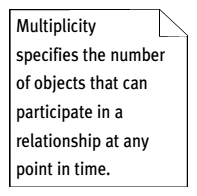 Multiplicity
specifies the number
of objects that can
participate in a
relationship at any
point in time.